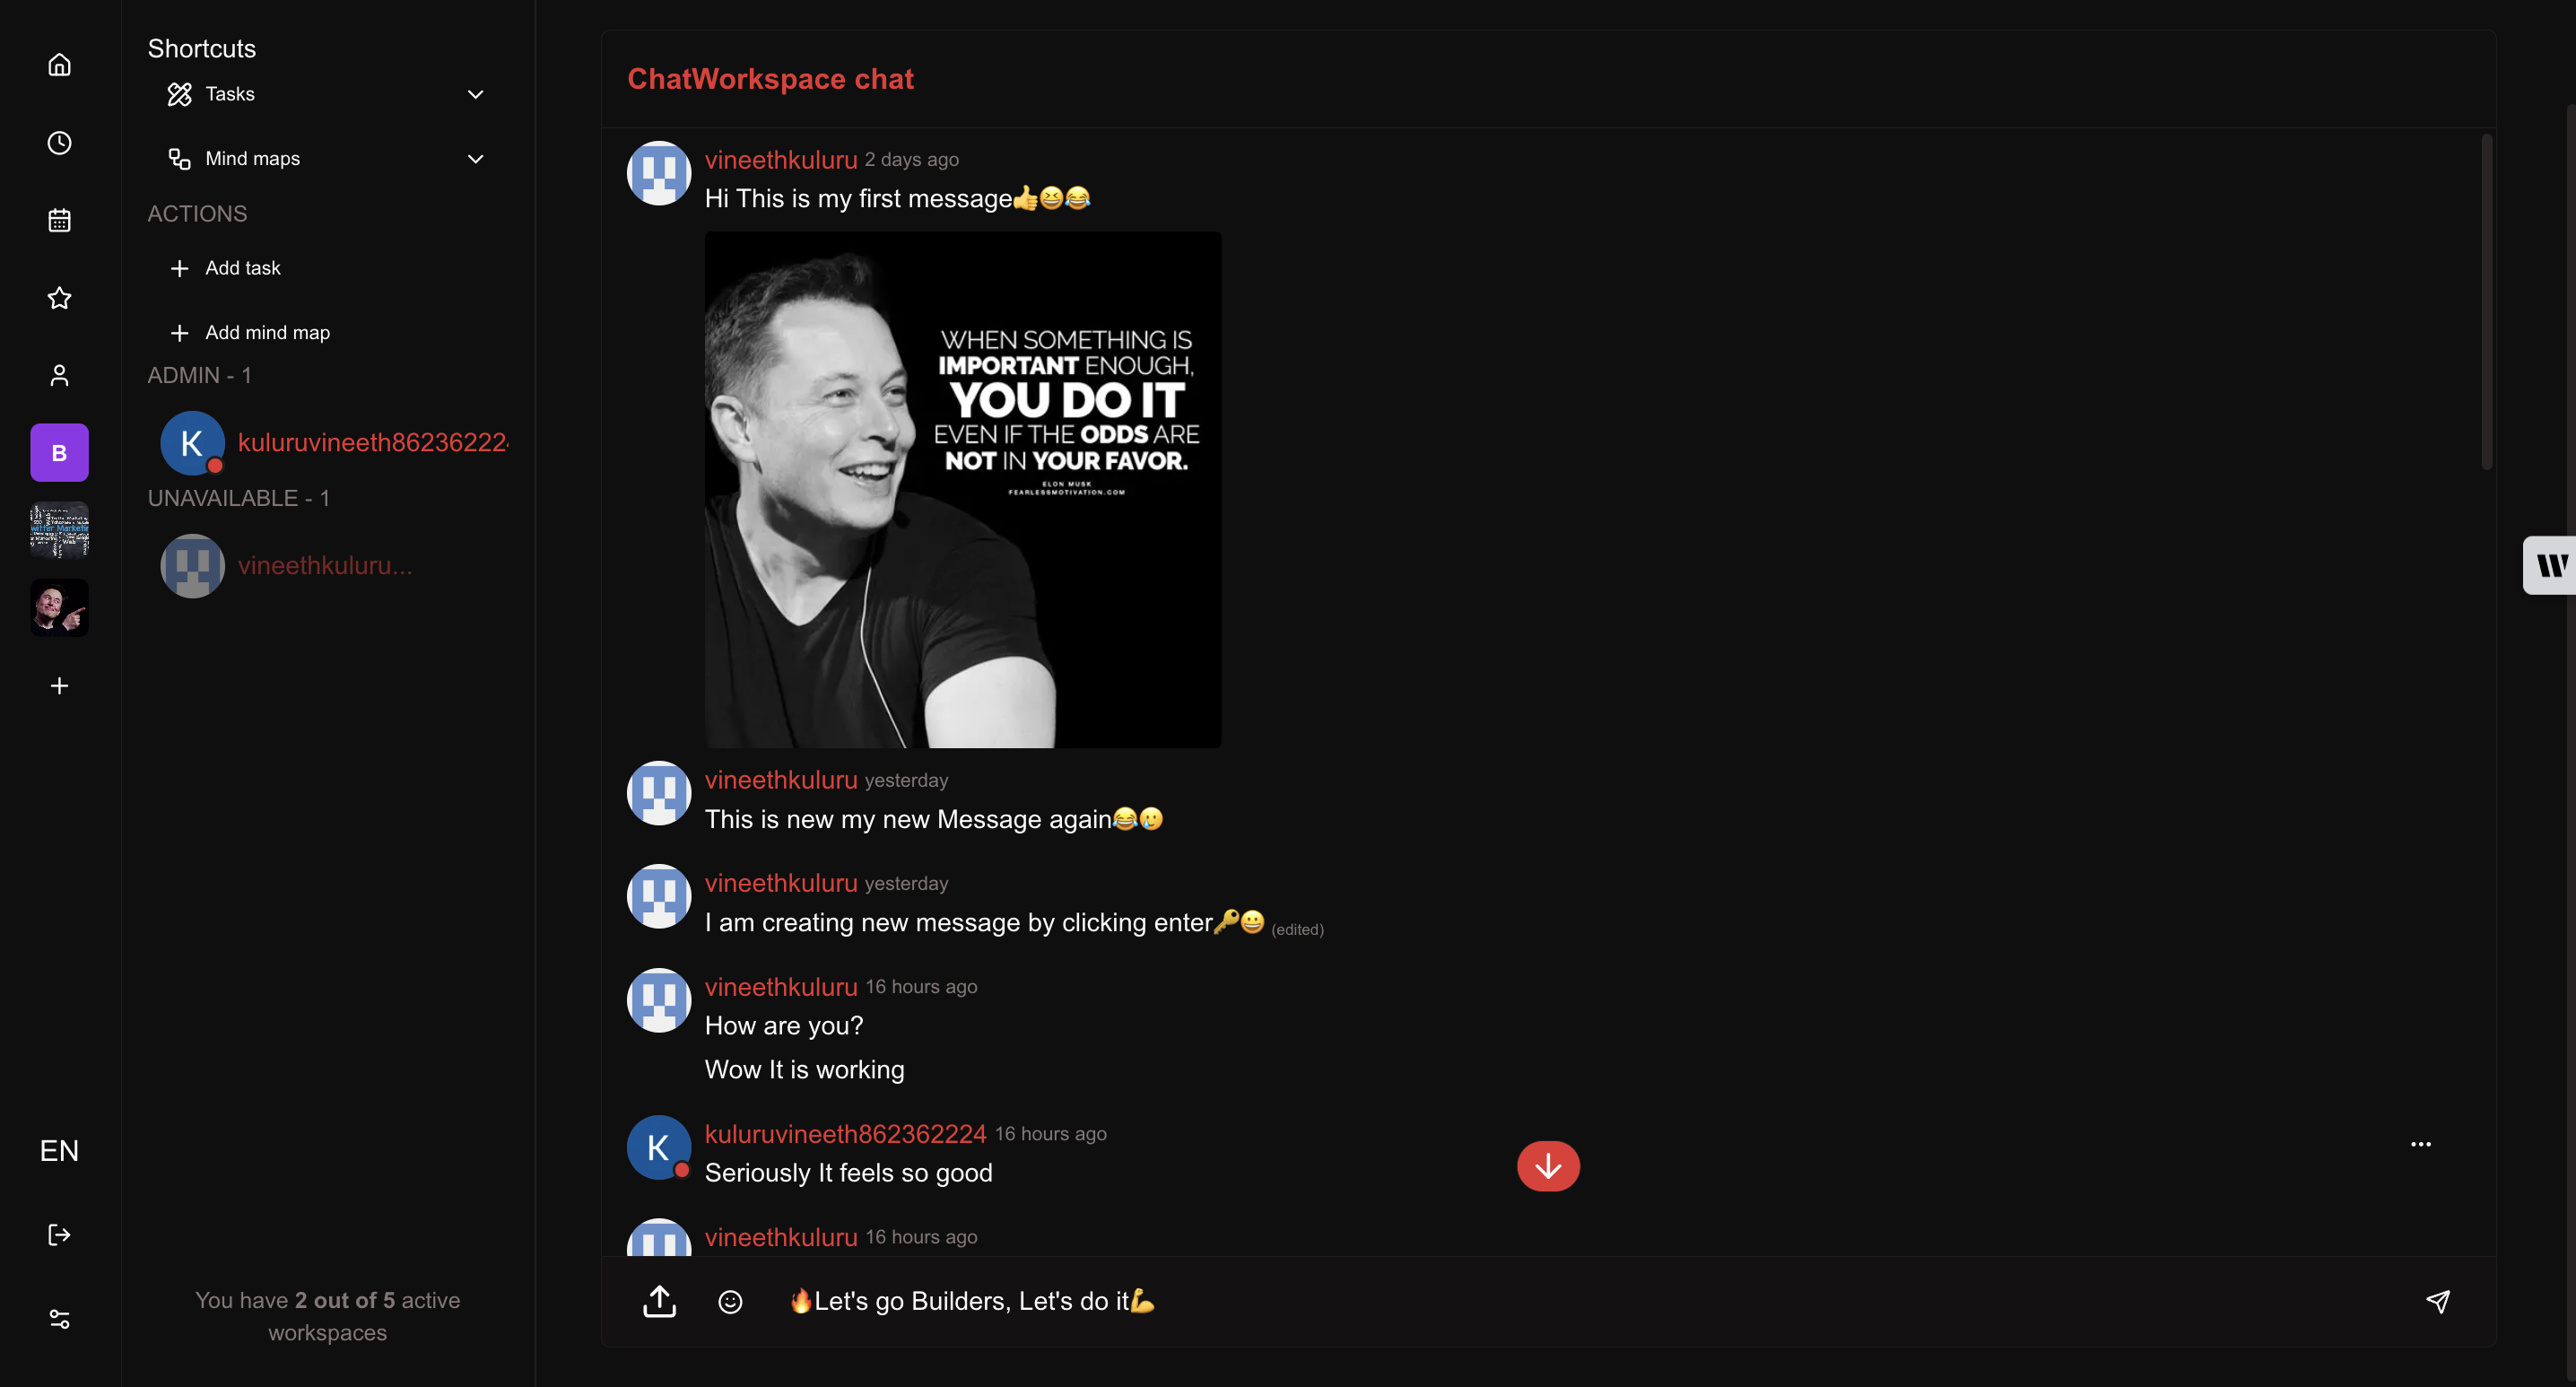 Shortcuts
Tasks
Mind maps
ACTIONS
Add task
Add mind map
ADMIN - 1
K
kuluruvineeth862362224
UNAVAILABLE - 1
vineethkuluru...
B
EN
You have 2 out of 5 active
workspaces
ChatWorkspace chat
vineethkuluru 2 days ago
Hi This is my first message👍😆😂
WHEN SOMETHING IS
IMPORTANT ENOUGH,
YOU DO IT
EVEN IF THE ODDS ARE
NOT IN YOUR FAVOR.
ELON MUSK
FEARLESSMOTIVATION.COM
vineethkuluru yesterday
This is new my new Message again😂🥲
vineethkuluru yesterday
I am creating new message by clicking enter🔑😀 (edited)
vineethkuluru 16 hours ago
How are you?
Wow It is working
K
kuluruvineeth862362224 16 hours ago
Seriously It feels so good
vineethkuluru 16 hours ago
🔥Let's go Builders, Let's do it💪